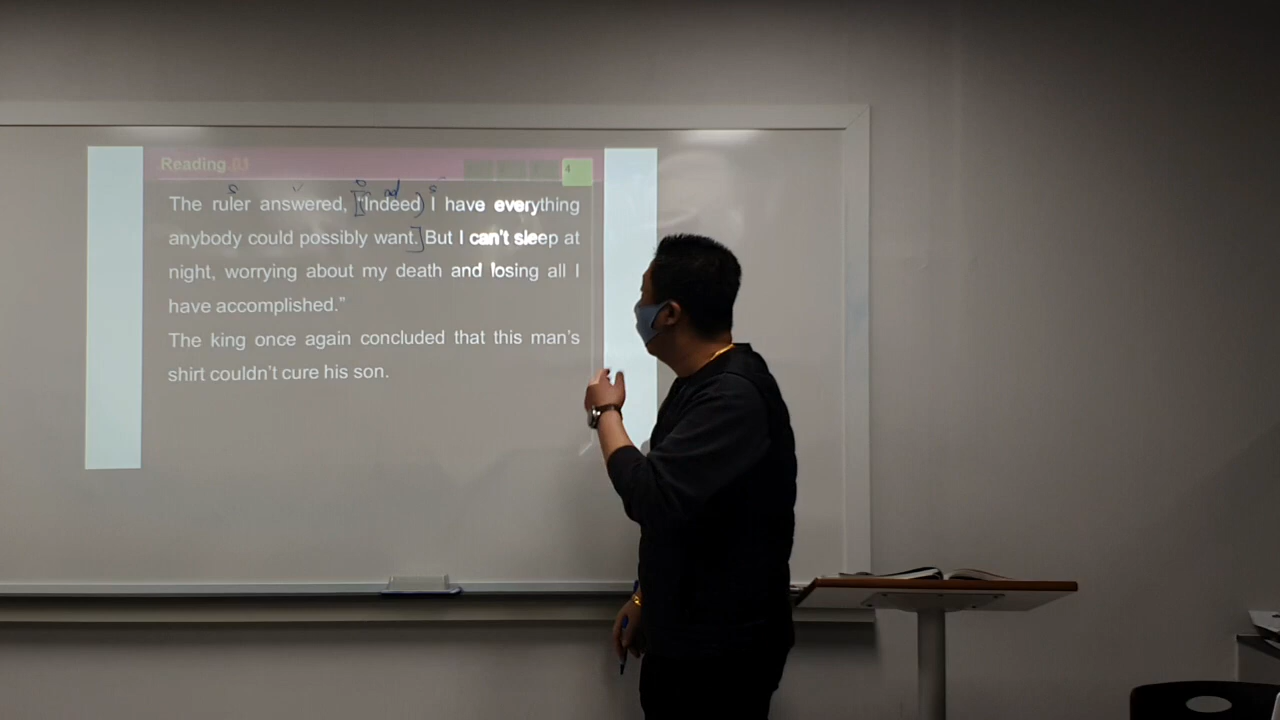 Reading 01
4
S V o ad S
The ruler answered, ["Indeed) I have everything
anybody could possibly want.] But I can't sleep at
night, worrying about my death and losing all I
have accomplished."
The king once again concluded that this man's
shirt couldn't cure his son.